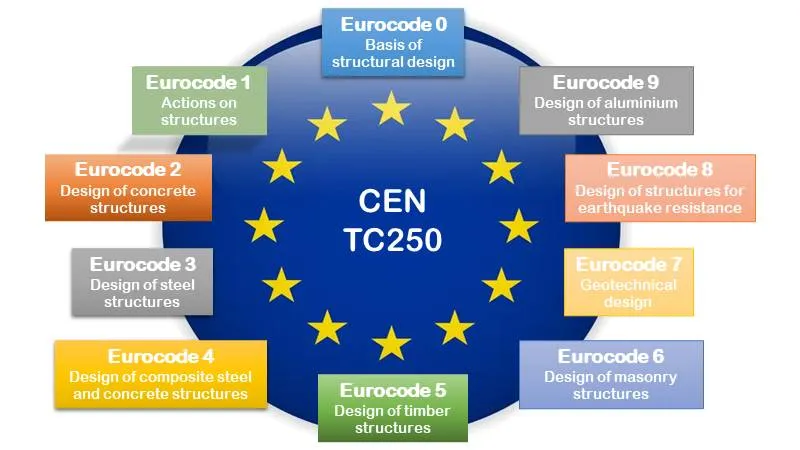 Eurocode 0
Basis of
structural design
Eurocode 1
Actions on
structures
Eurocode 9
Design of aluminium
structures
Eurocode 2
Design of concrete
structures
Eurocode 8
Design of structures for
earthquake resistance
CEN
TC250
Eurocode 3
Design of steel
structures
Eurocode 7
Geotechnical
design
Eurocode 4
Design of composite steel
and concrete structures
Eurocode 6
Design of masonry
structures
Eurocode 5
Design of timber
structures